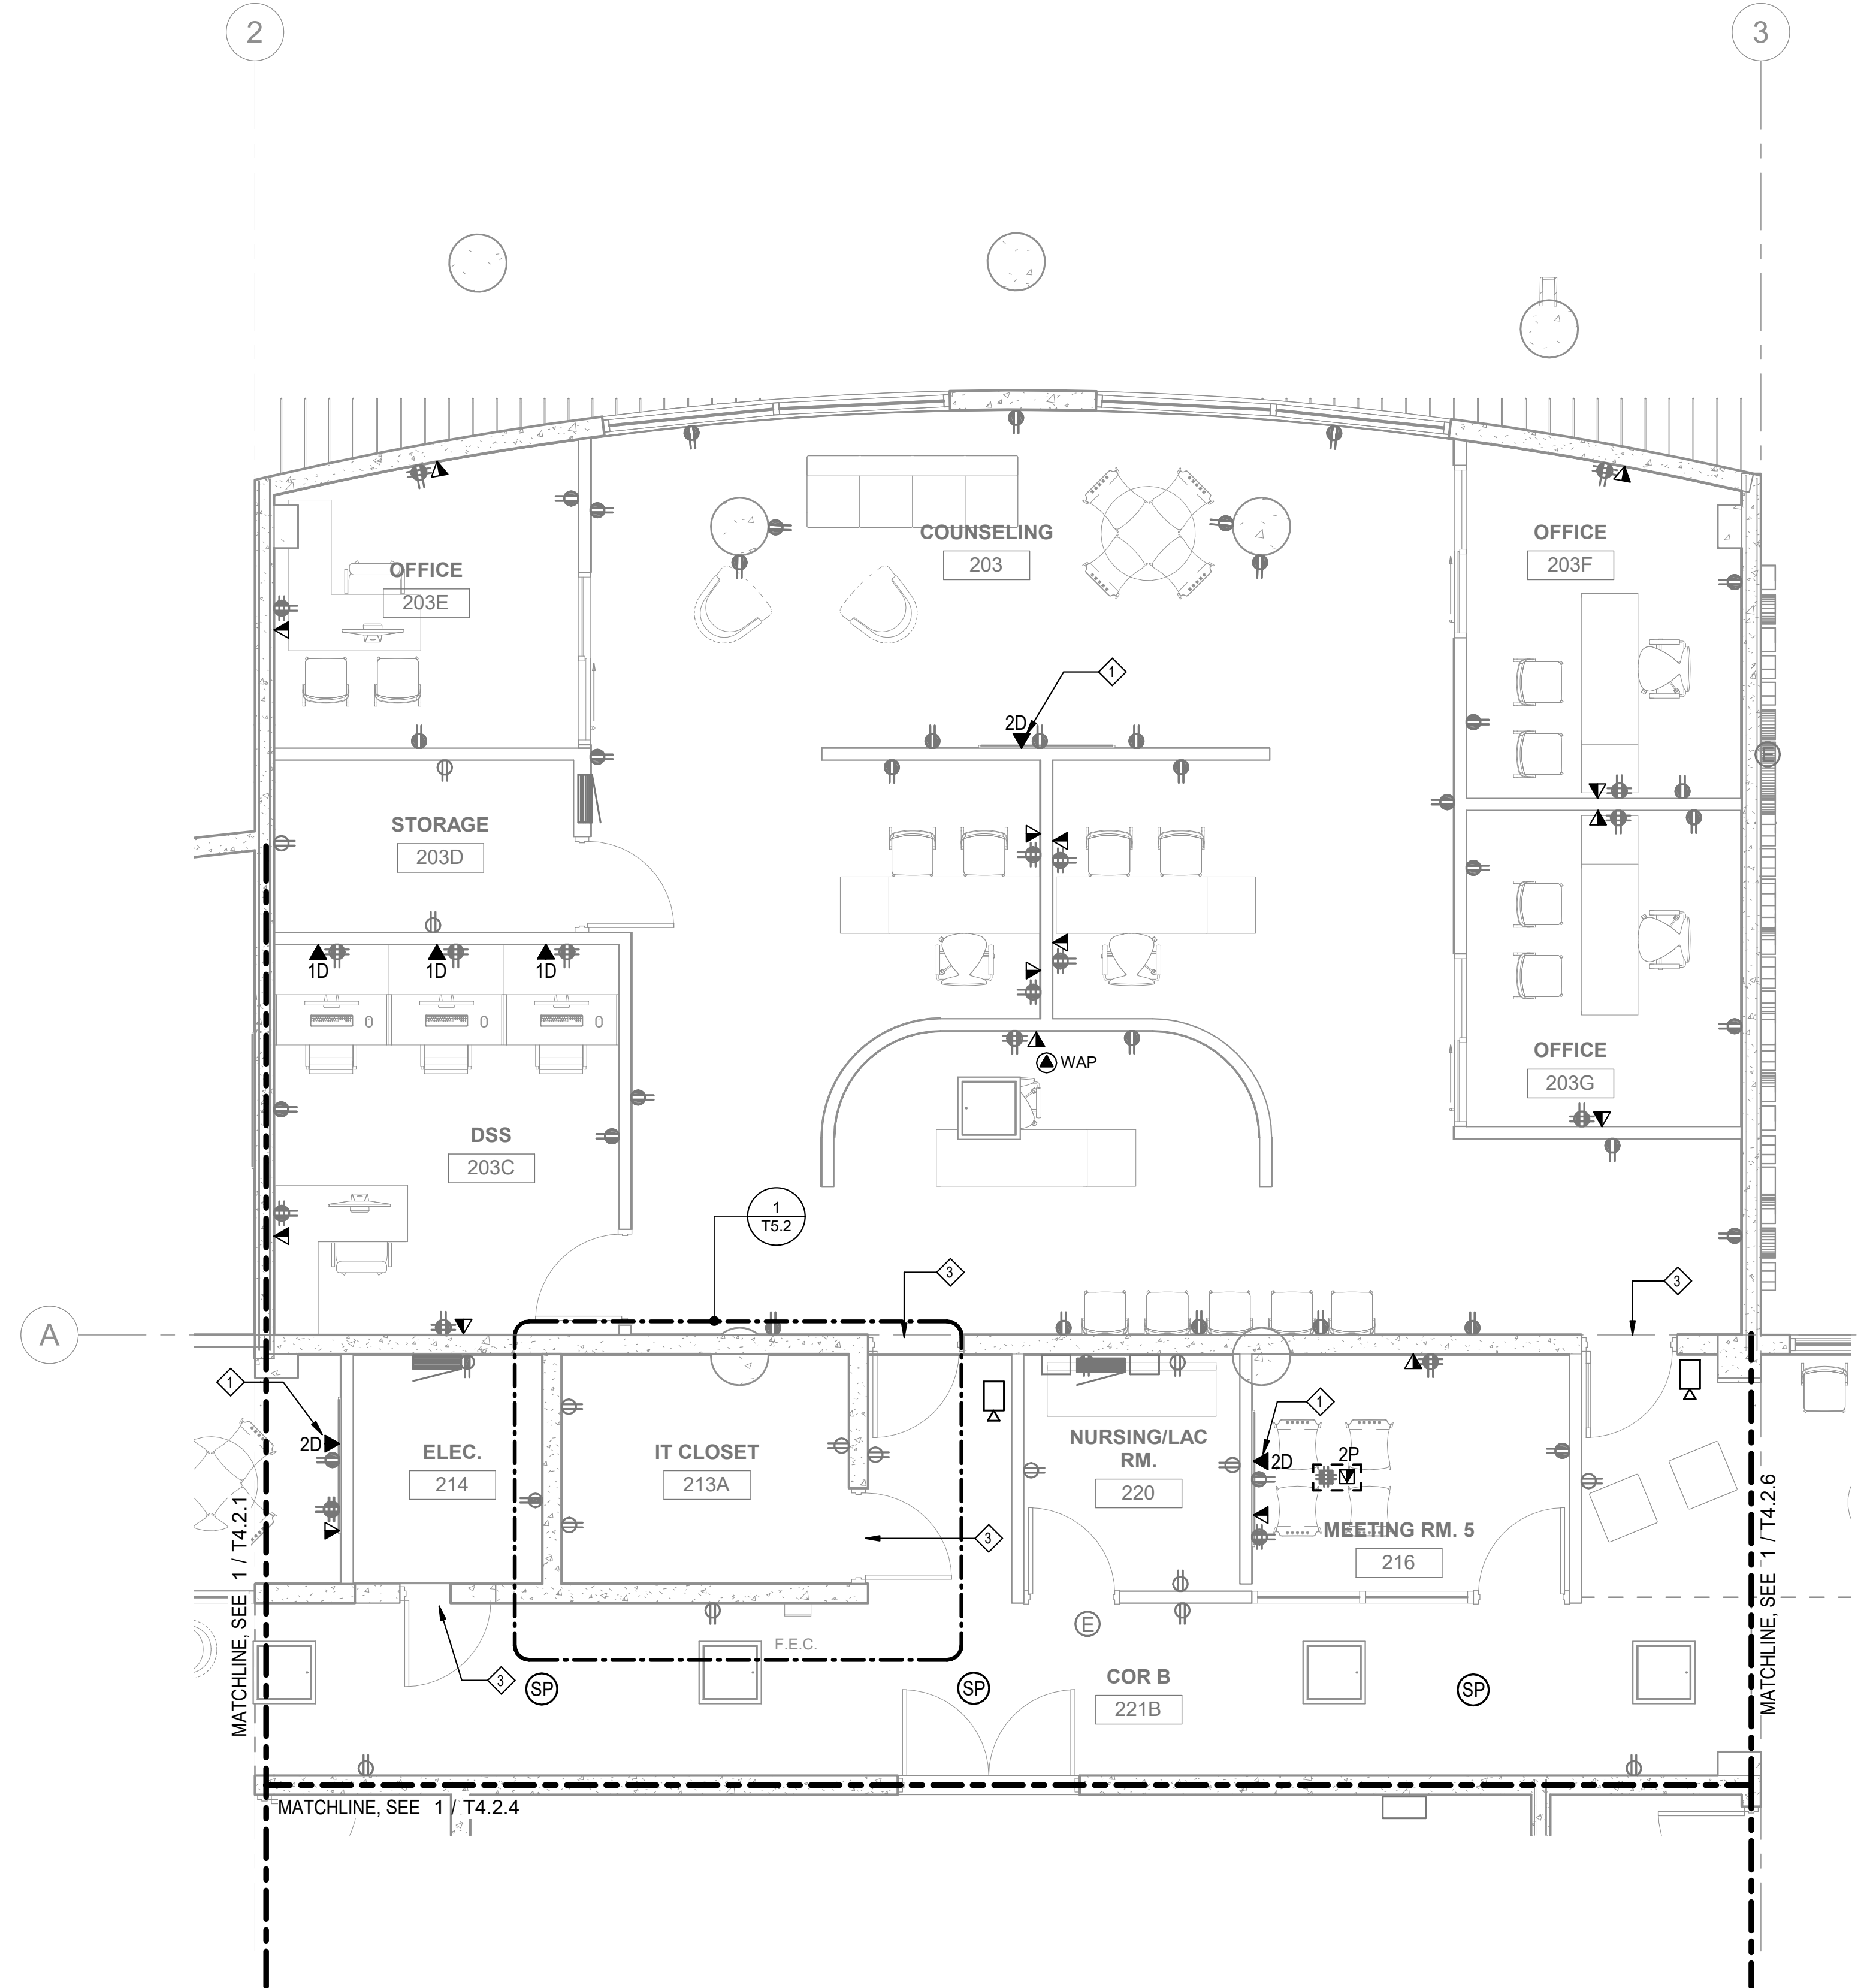 2
3
COUNSELING
203
OFFICE
203F
OFFICE
203E
1
2D
E
STORAGE
203D
1D
1D
1D
OFFICE
203G
WAP
DSS
203C
1
T5.2
3
3
A
1
1
2D
ELEC.
214
IT CLOSET
213A
NURSING/LAC
RM.
220
2D
2P
MEETING RM. 5
216
3
MATCHLINE, SEE 1 / T4.2.1
MATCHLINE, SEE 1 / T4.2.6
E
F.E.C.
3
SP
SP
SP
COR B
221B
MATCHLINE, SEE 1 / T4.2.4